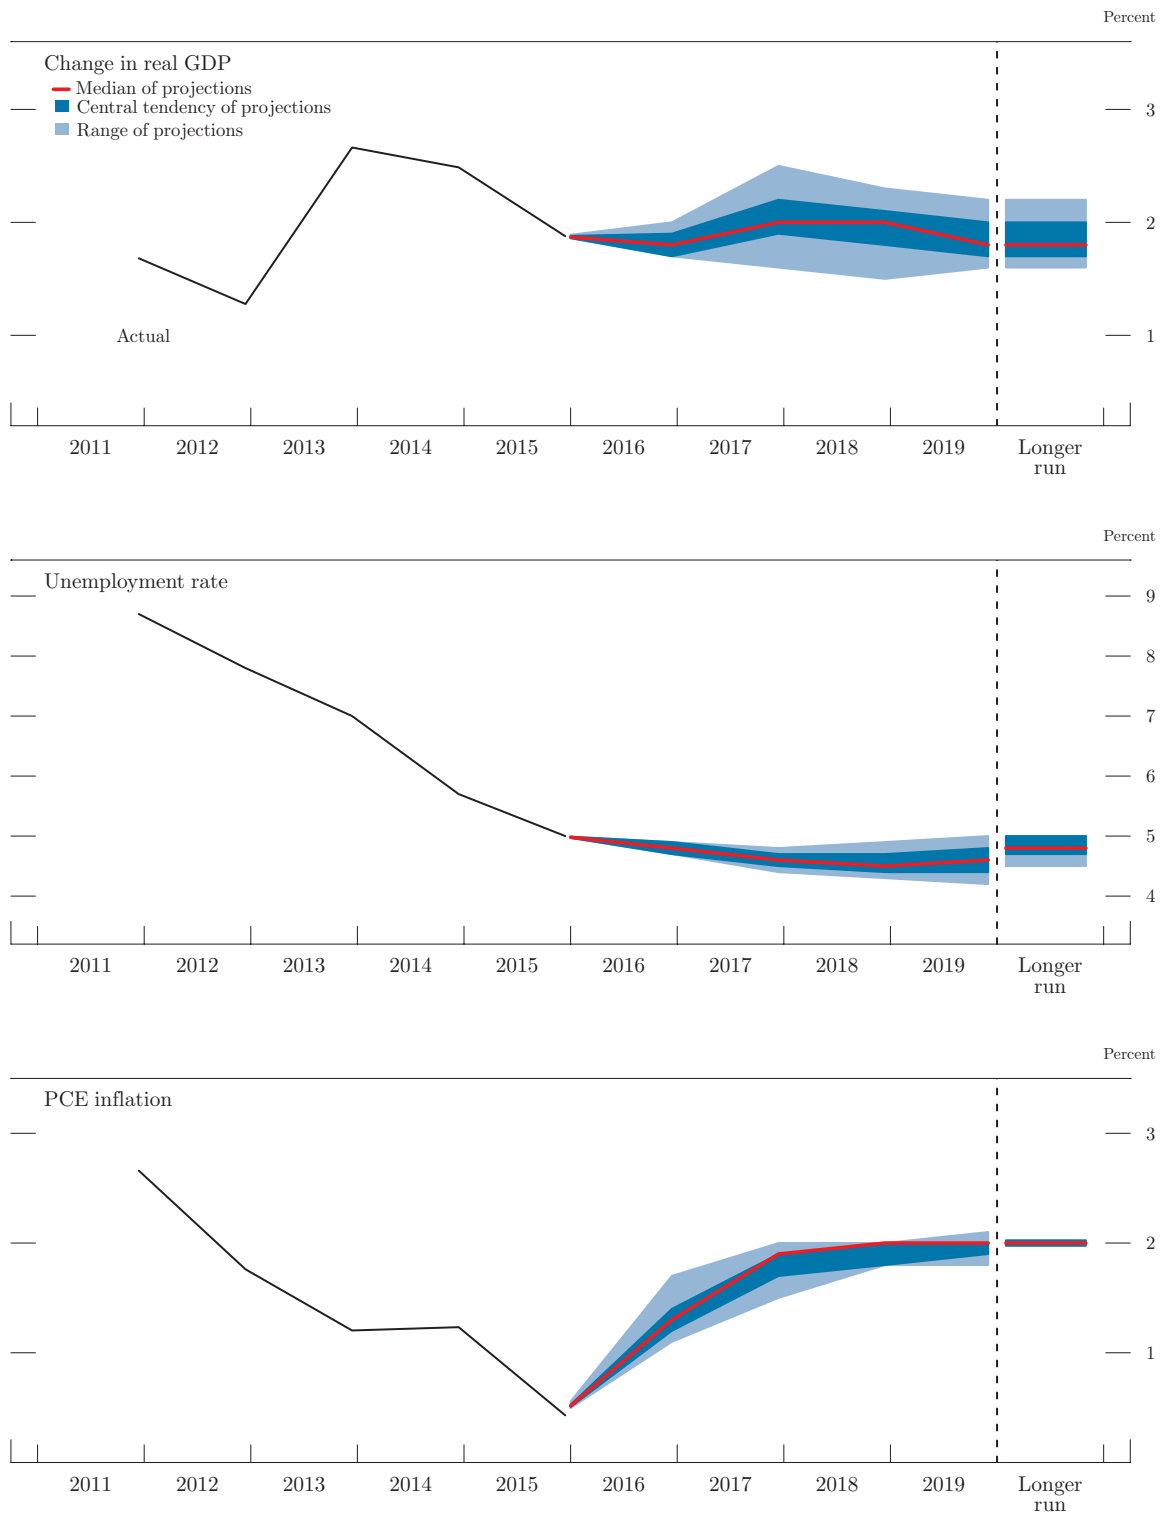 Percent
Change in real GDP
Median of projections
Central tendency of projections
Range of projections
3
2
1
Actual
2011 2012 2013 2014 2015 2016 2017 2018 2019 Longer
run
Percent
Unemployment rate
9
8
7
6
5
4
2011 2012 2013 2014 2015 2016 2017 2018 2019 Longer
run
Percent
PCE inflation
3
2
1
2011 2012 2013 2014 2015 2016 2017 2018 2019 Longer
run